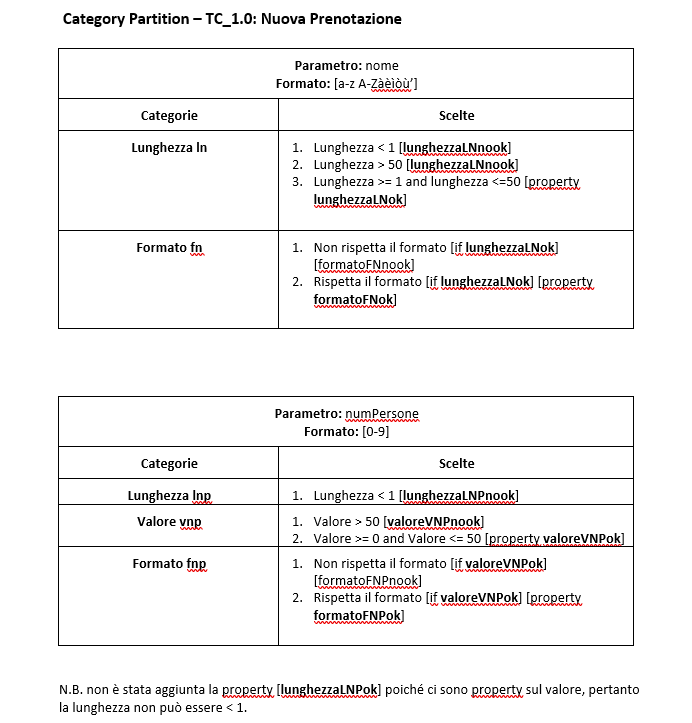 Category Partition – TC_1.0: Nuova Prenotazione
Parametro: nome
Formato: [a-z A-Zàèìòù’]
Categorie
Scelte
Lunghezza ln
1. Lunghezza < 1 [lunghezzaLNnook]
2. Lunghezza > 50 [lunghezzaLNnook]
3. Lunghezza >= 1 and lunghezza <=50 [property
lunghezzaLNok]
Formato fn
1. Non rispetta il formato [if lunghezzaLNok]
[formatoFNnook]
2. Rispetta il formato [if lunghezzaLNok] [property
formatoFNok]
Parametro: numPersone
Formato: [0-9]
Categorie
Scelte
Lunghezza lnp
1. Lunghezza < 1 [lunghezzaLNPnook]
Valore vnp
1. Valore > 50 [valoreVNPnook]
2. Valore >= 0 and Valore <= 50 [property valoreVNPok]
Formato fnp
1. Non rispetta il formato [if valoreVNPok]
[formatoFNPnook]
2. Rispetta il formato [if valoreVNPok] [property
formatoFNPok]
N.B. non è stata aggiunta la property [lunghezzaLNPok] poiché ci sono property sul valore, pertanto
la lunghezza non può essere < 1.